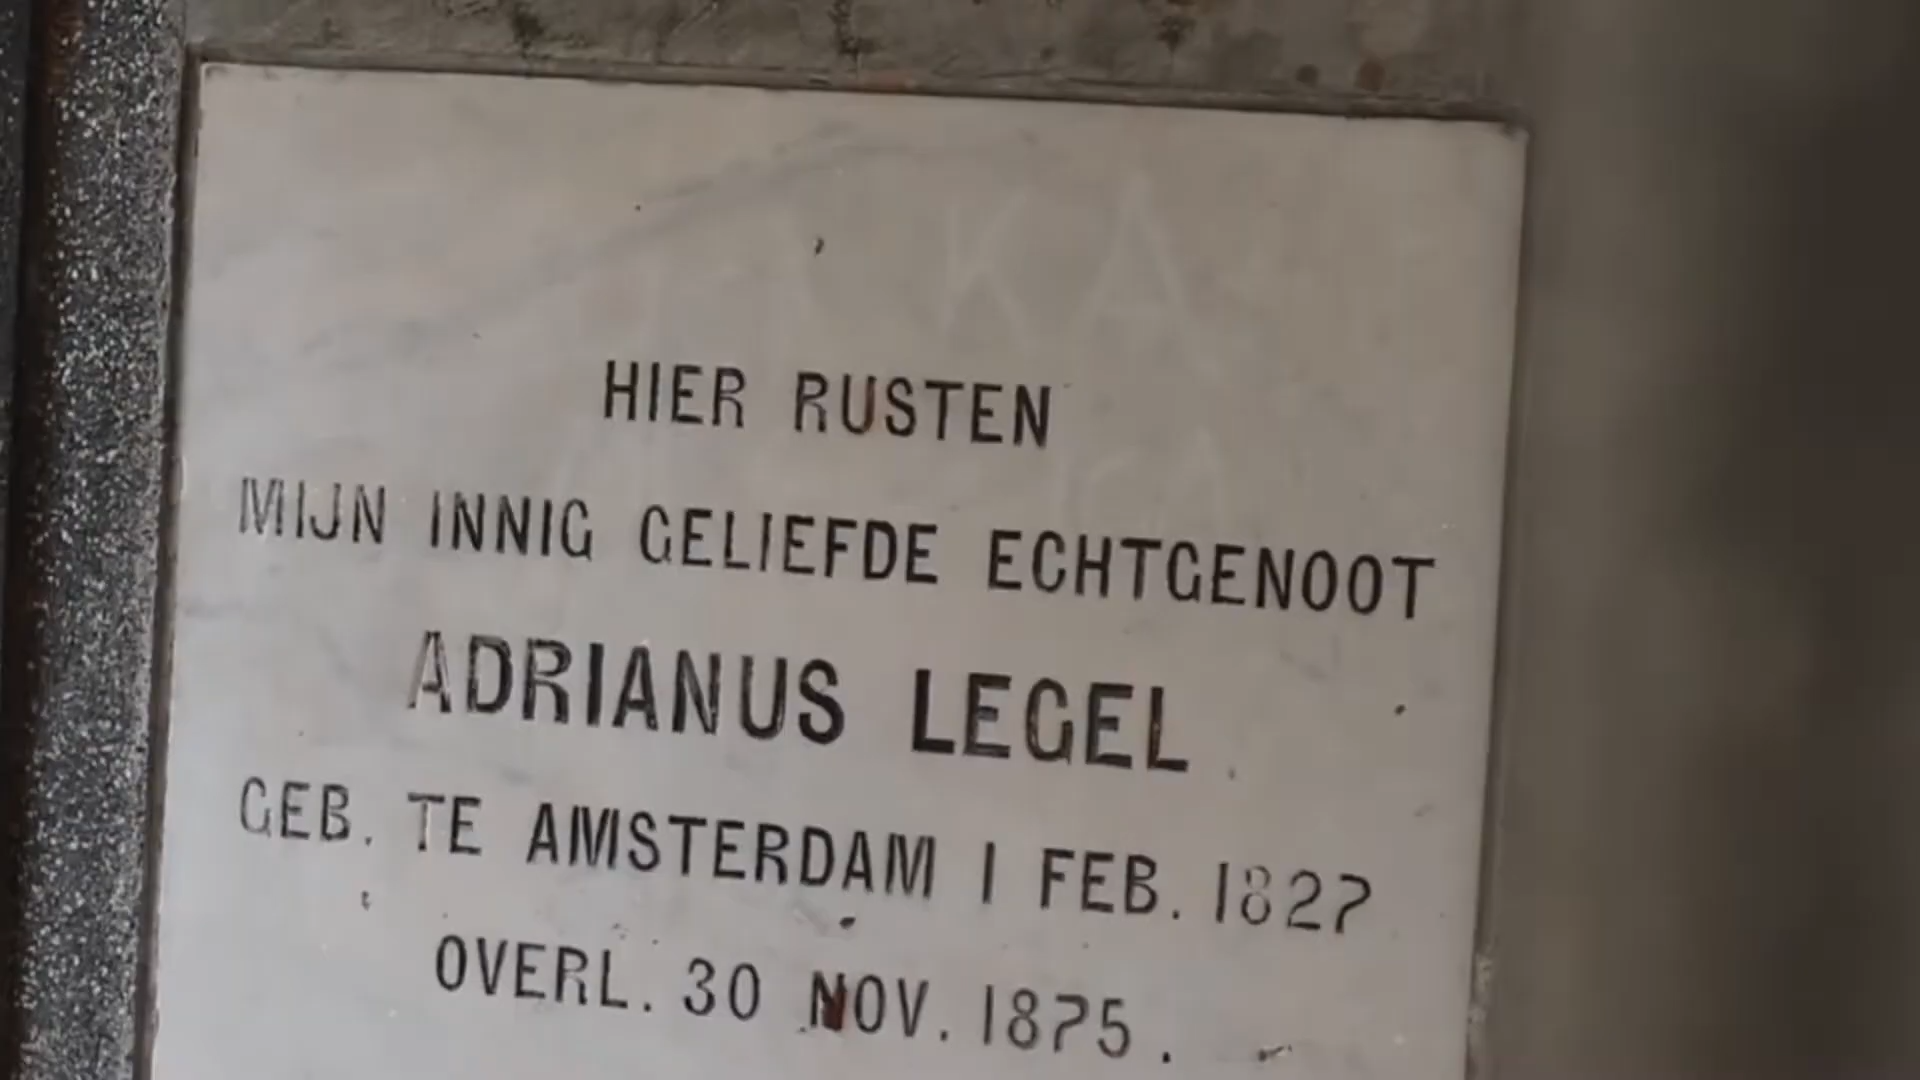 HIER RUSTEN
MIJN INNIG GELIEFDE ECHTGENOOT
ADRIANUS LEGEL
GEB. TE AMSTERDAM 1 FEB. 1827
OVERL. 30 NOV. 1875.